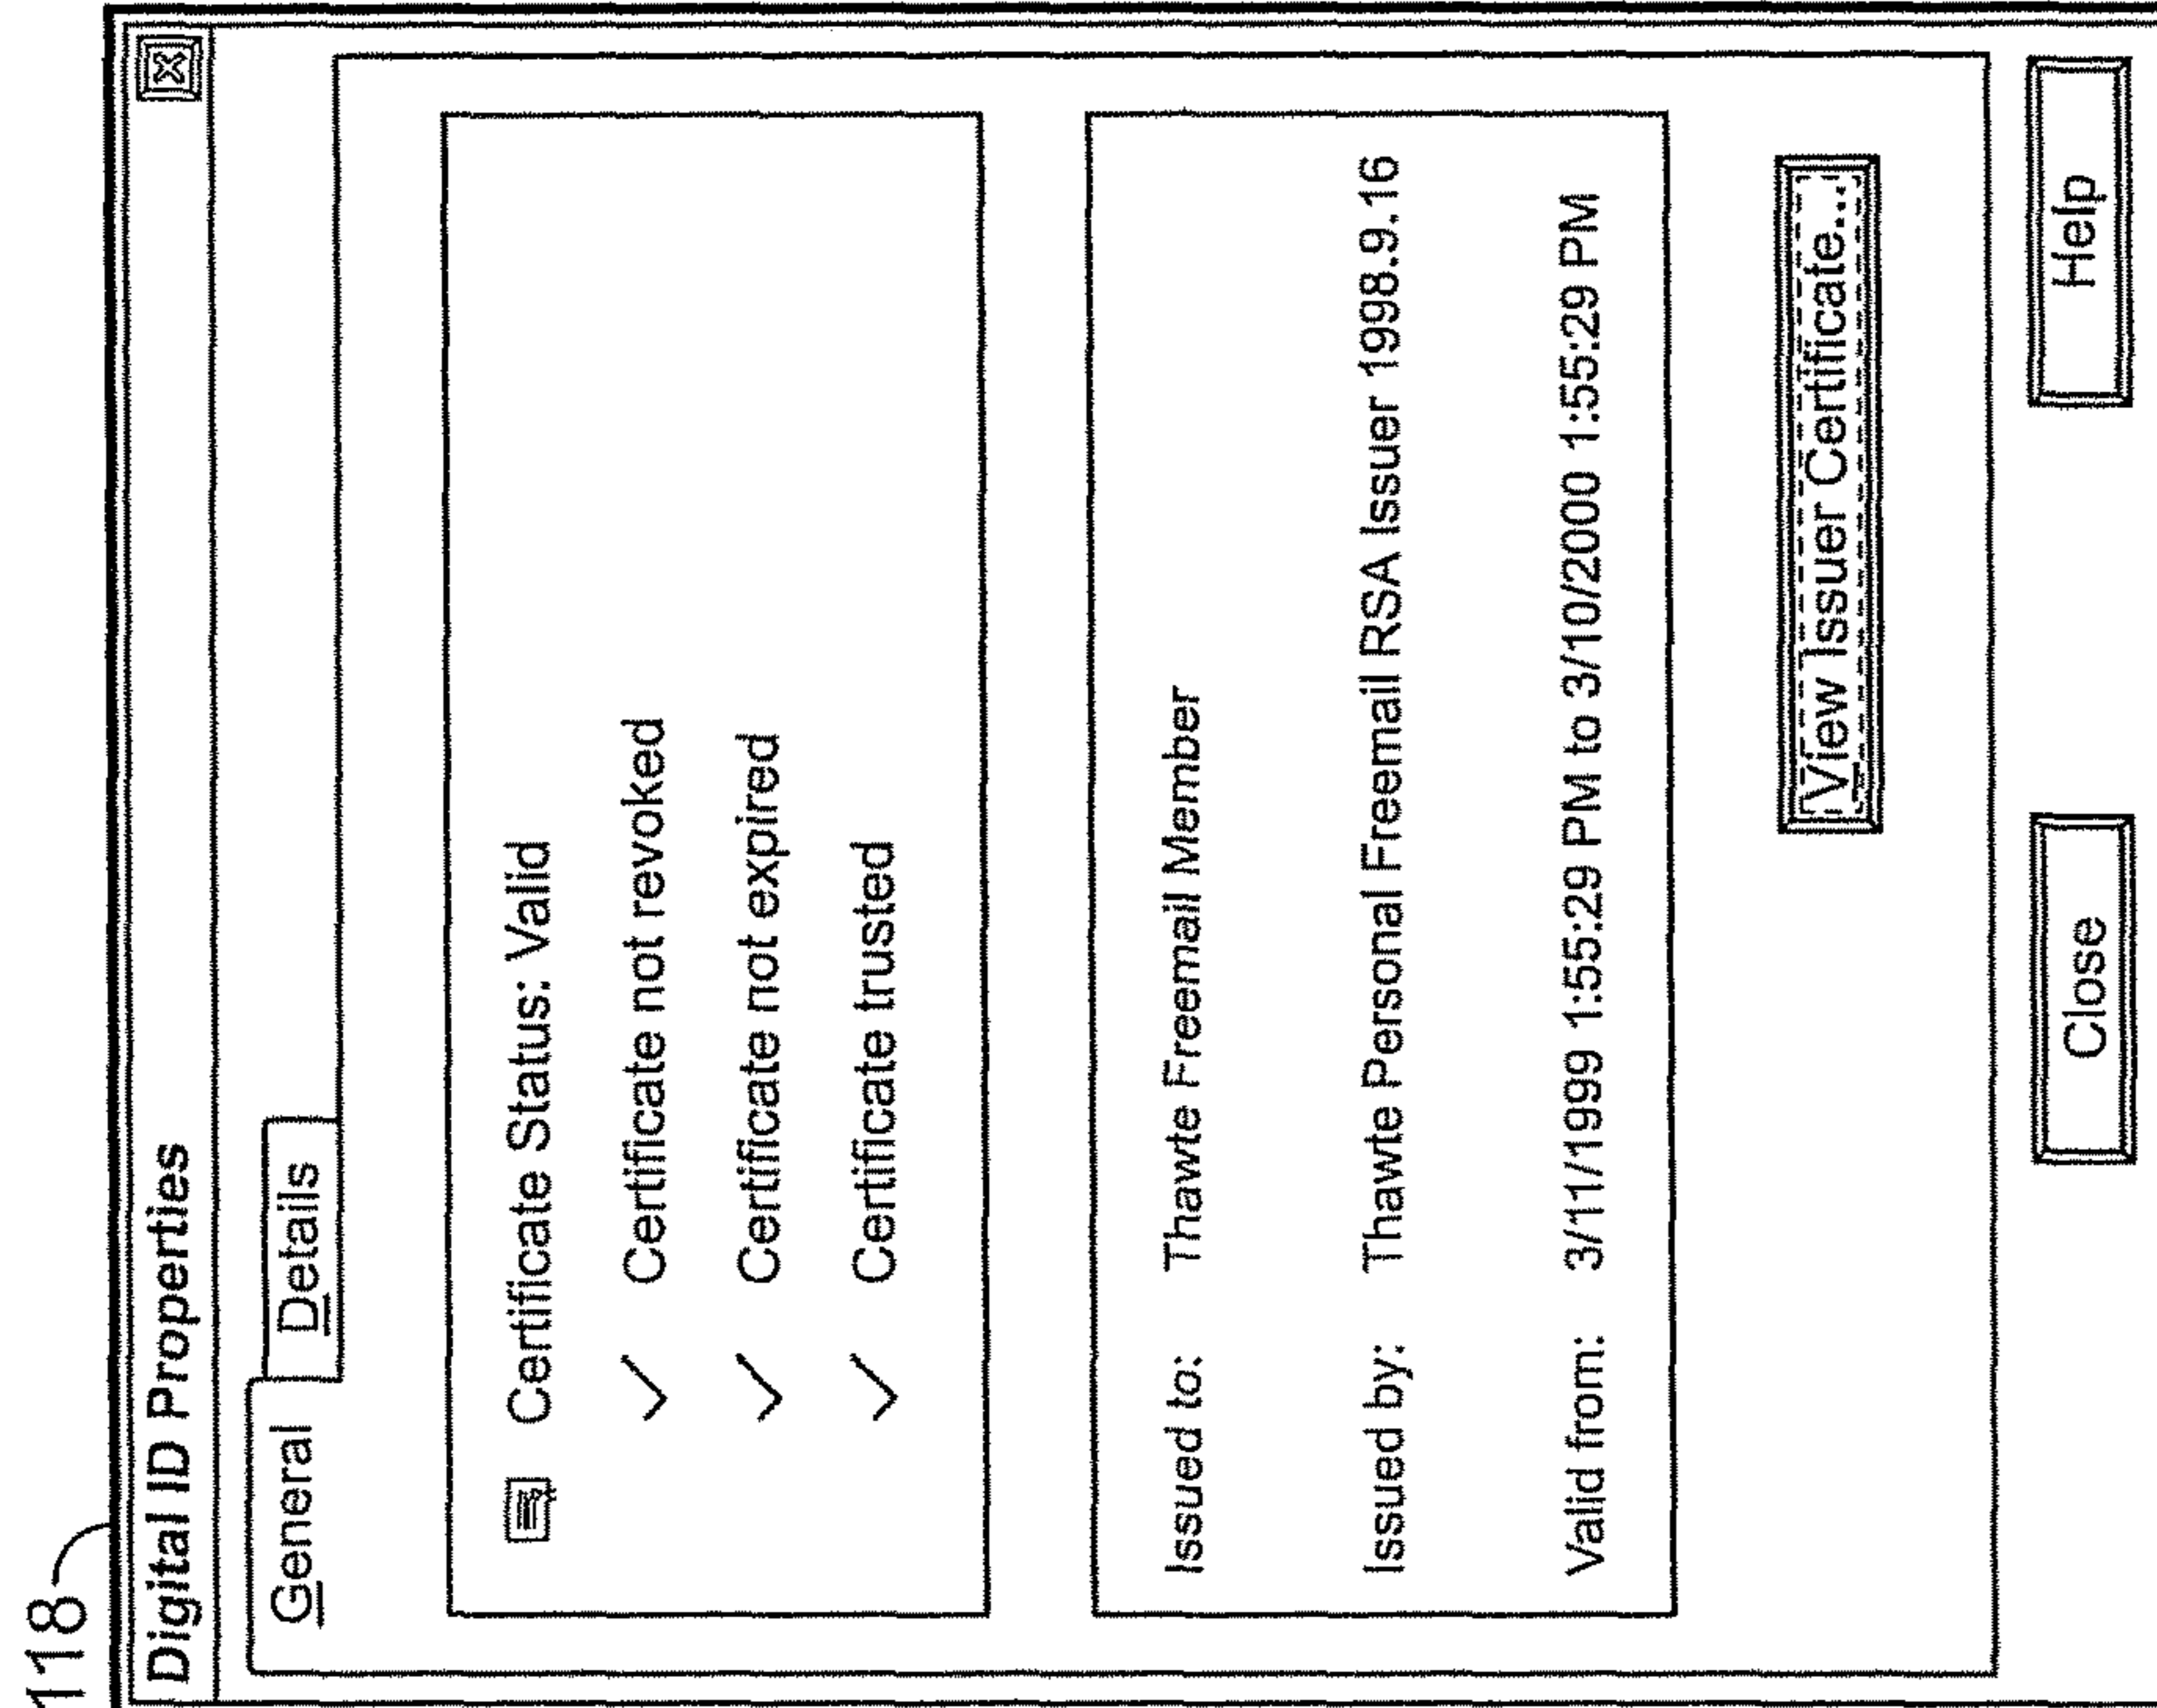 118
Digital ID Properties
General Details
Certificate Status: Valid
Certificate not revoked
Certificate not expired
Certificate trusted
Issued to: Thawte Freemail Member
Issued by: Thawte Personal Freemail RSA Issuer 1998.9.16
Valid from: 3/11/1999 1:55:29 PM to 3/10/2000 1:55:29 PM
View Issuer Certificate...
Close Help